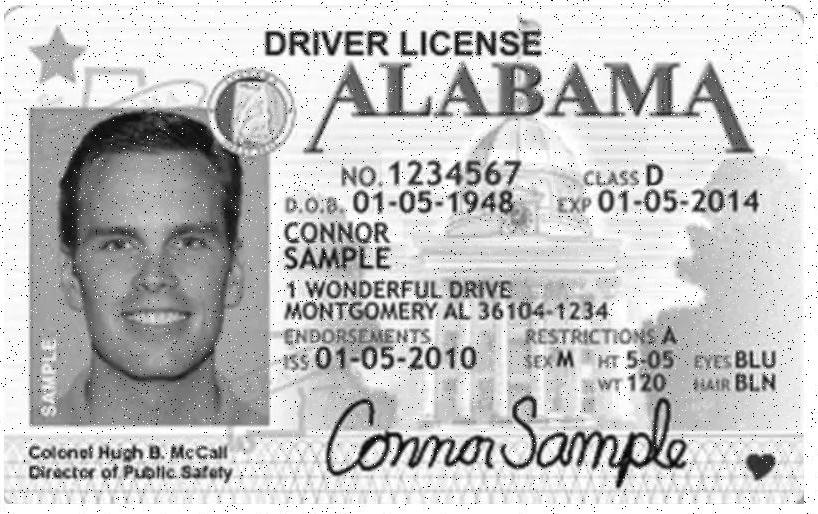 DRIVER LICENSE
ALABAMA
NO. 1234567 CLASS D
D.O.B. 01-05-1948 EXP 01-05-2014
CONNOR
SAMPLE
1 WONDERFUL DRIVE
MONTGOMERY AL 36104-1234
ENDORSEMENTS RESTRICTIONS A
ISS 01-05-2010 SEX M HT 5-05 EYES BLU
WT 120 HAIR BLN
SAMPLE
Connor Sample
Colonel Hugh B. McCall
Director of Public Safety